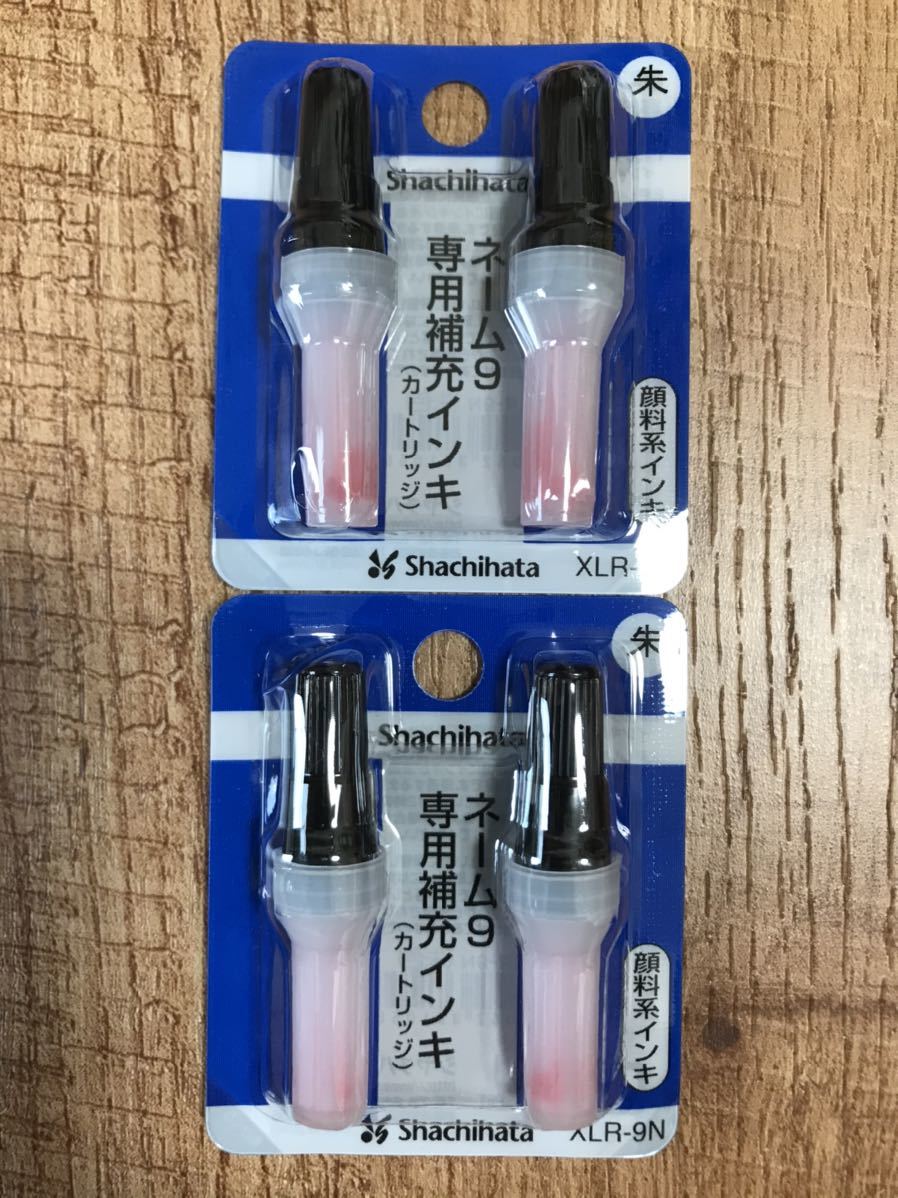 朱
Shachihata
ネーム9
専用補充インキ
(カートリッジ)
顔料系インキ
Shachihata
XLR-
朱
Shachihata
ネーム9
専用補充インキ
(カートリッジ)
顔料系インキ
Shachihata
XLR-9N